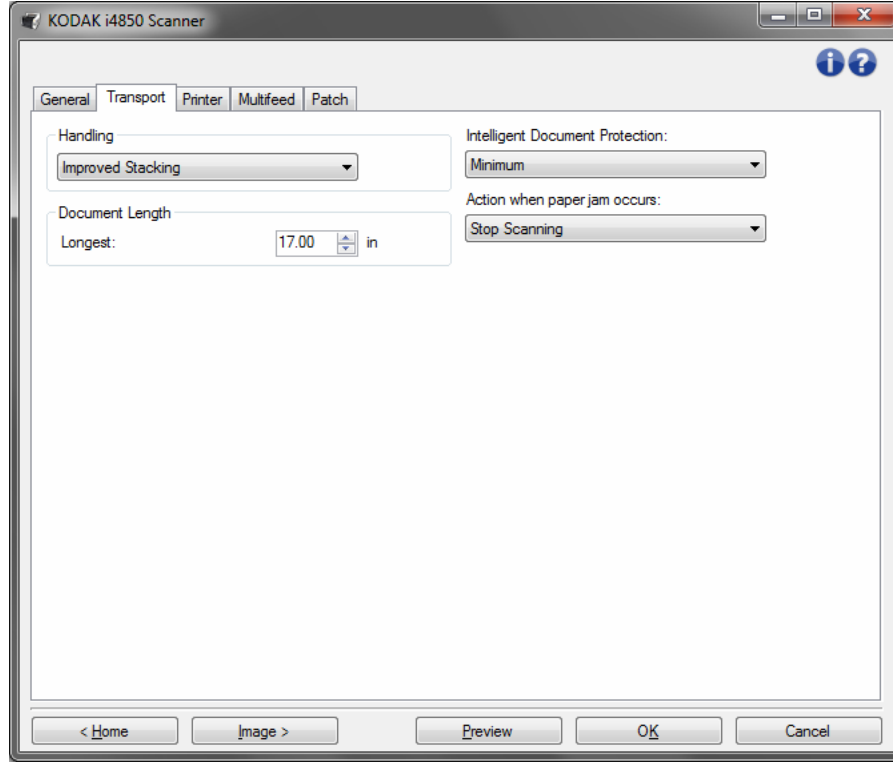 KODAK i4850 Scanner
General Transport Printer Multifeed Patch
Handling
Improved Stacking
Document Length
Longest: 17.00 in
Intelligent Document Protection:
Minimum
Action when paper jam occurs:
Stop Scanning
< Home Image > Preview OK Cancel